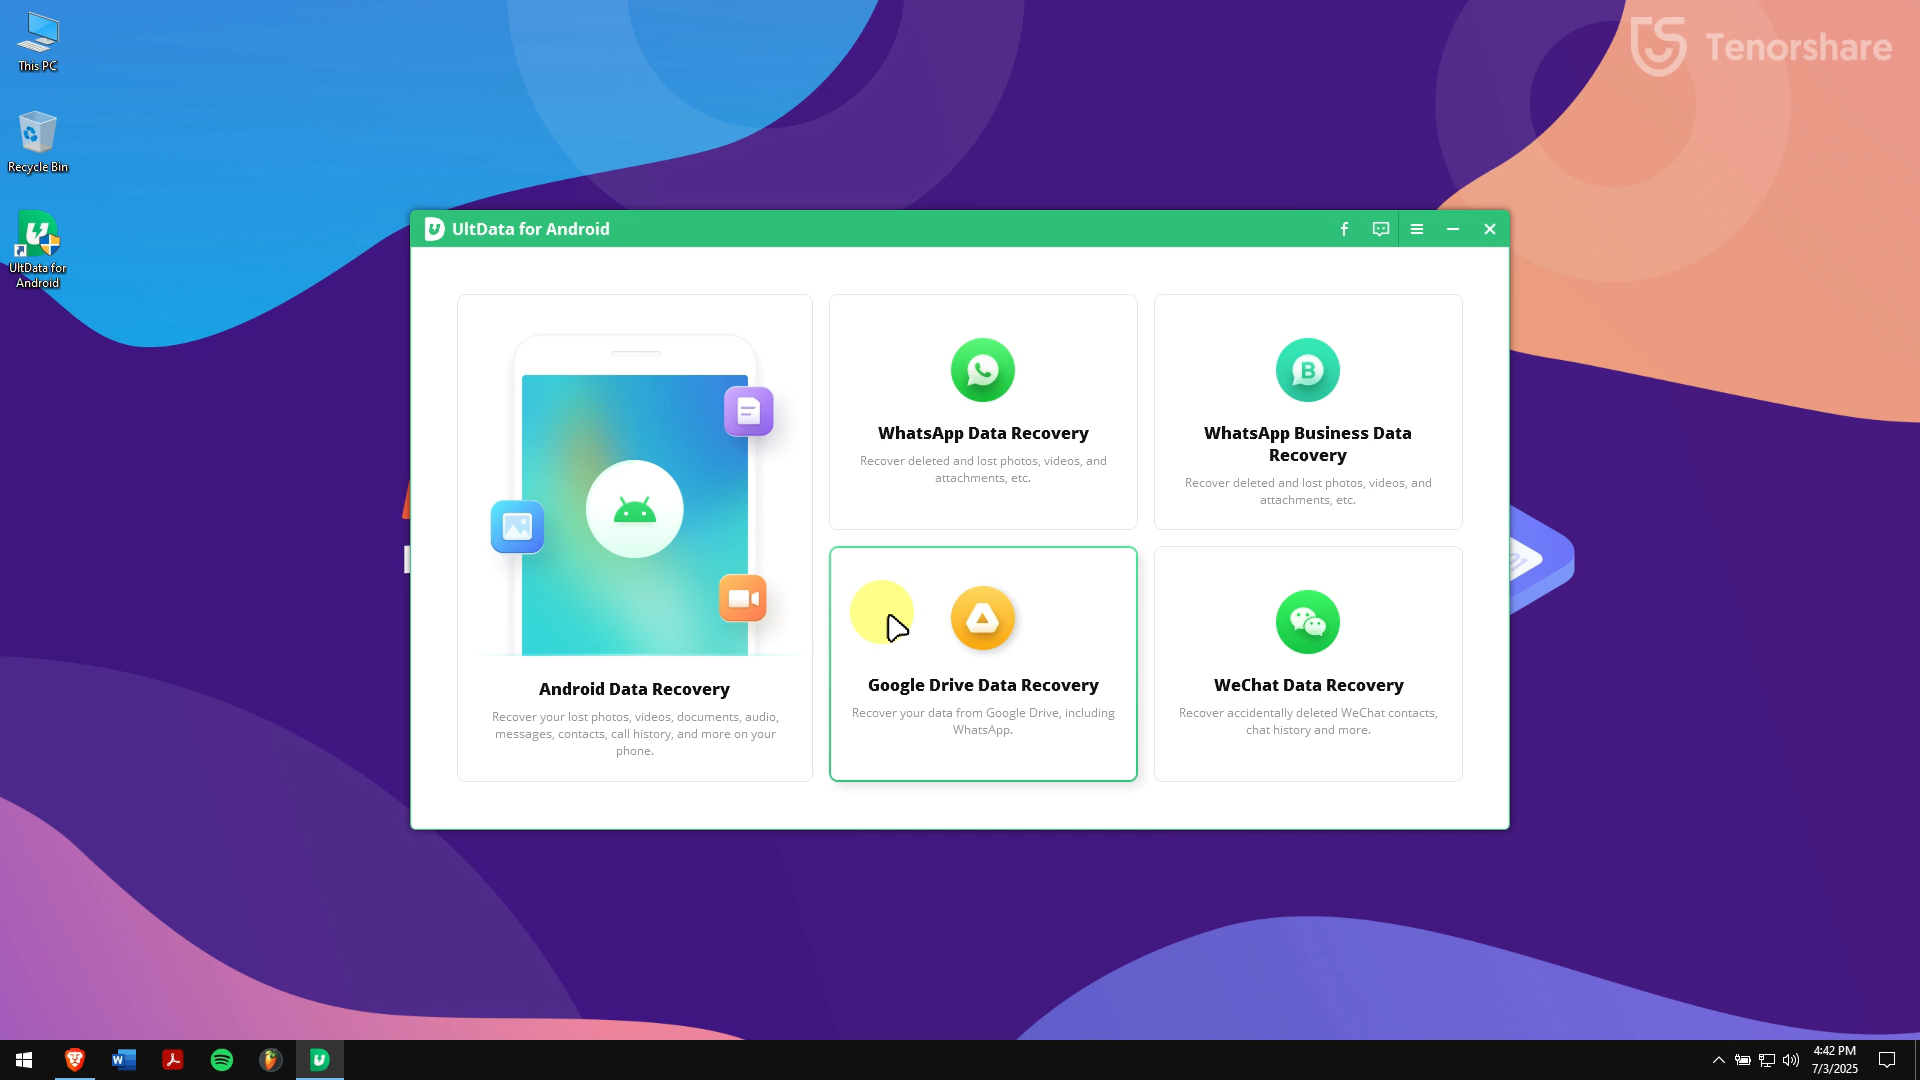 This PC
Recycle Bin
UltData for
Android
Tenorshare
UltData for Android
Android Data Recovery
Recover your lost photos, videos, documents, audio,
messages, contacts, call history, and more on your
phone.
WhatsApp Data Recovery
Recover deleted and lost photos, videos, and
attachments, etc.
B
WhatsApp Business Data
Recovery
Recover deleted and lost photos, videos, and
attachments, etc.
Google Drive Data Recovery
Recover your data from Google Drive, including
WhatsApp.
WeChat Data Recovery
Recover accidentally deleted WeChat contacts,
chat history and more.
4:42 PM
7/3/2025